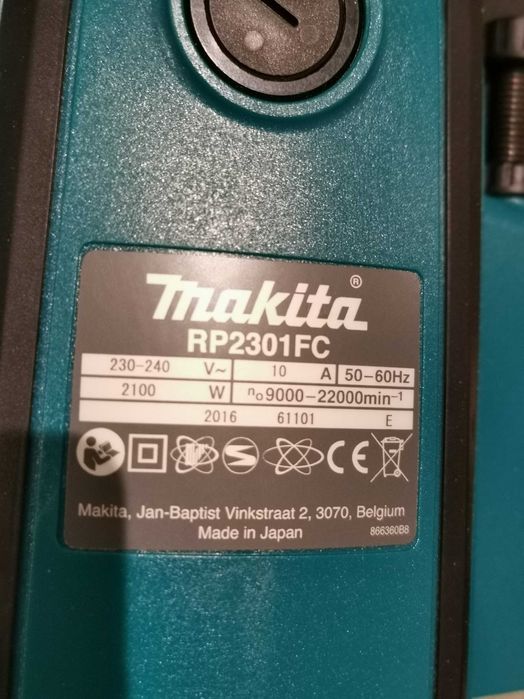 makita®
RP2301FC
230-240 V~ 10 A 50-60Hz
2100 W n₀9000-22000min⁻¹
2016 61101 E
CE
Makita, Jan-Baptist Vinkstraat 2, 3070, Belgium
Made in Japan 866360B8